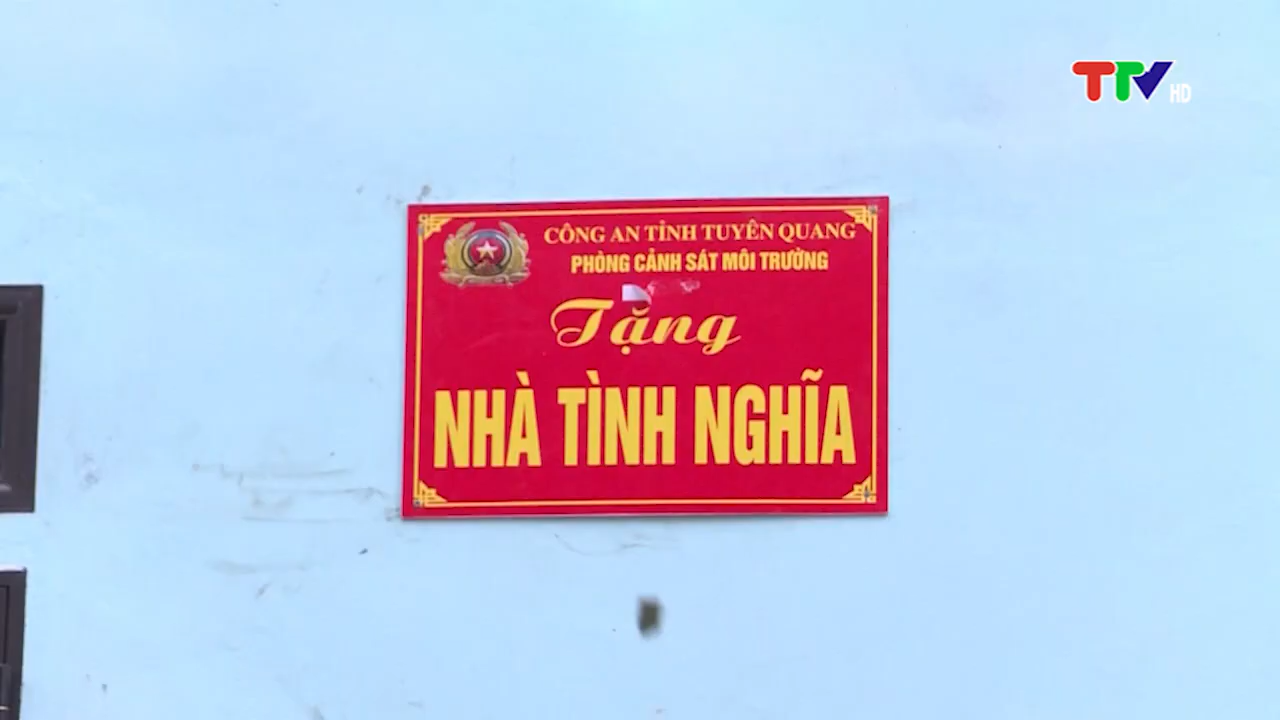 TTV HD
CÔNG AN TỈNH TUYÊN QUANG
PHÒNG CẢNH SÁT MÔI TRƯỜNG
Tặng
NHÀ TÌNH NGHĨA